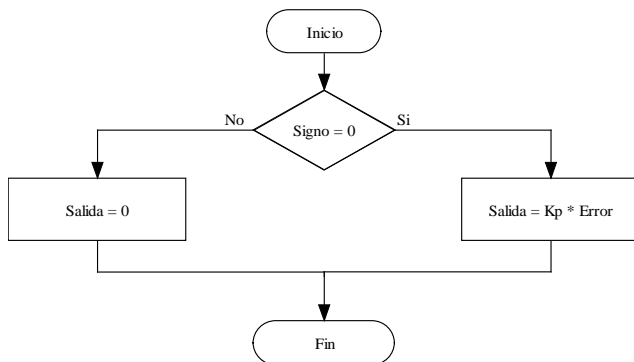 Inicio
No
Signo = 0
Si
Salida = 0
Salida = Kp * Error
Fin